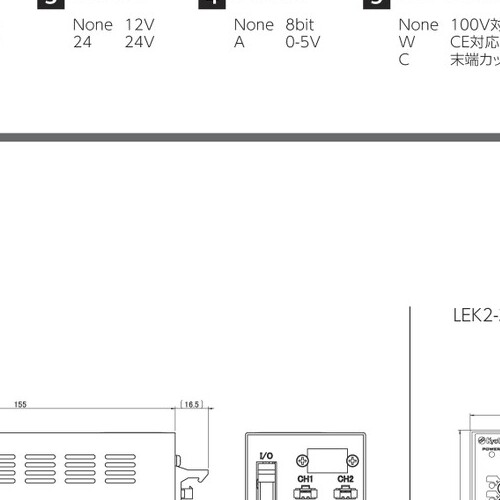 None 12V
24 24V
None 8bit
A 0-5V
None 100V対
W CE対応
C 末端カッ
LEK2-
155
(16.5)
I/O
CH1 CH2
POWER